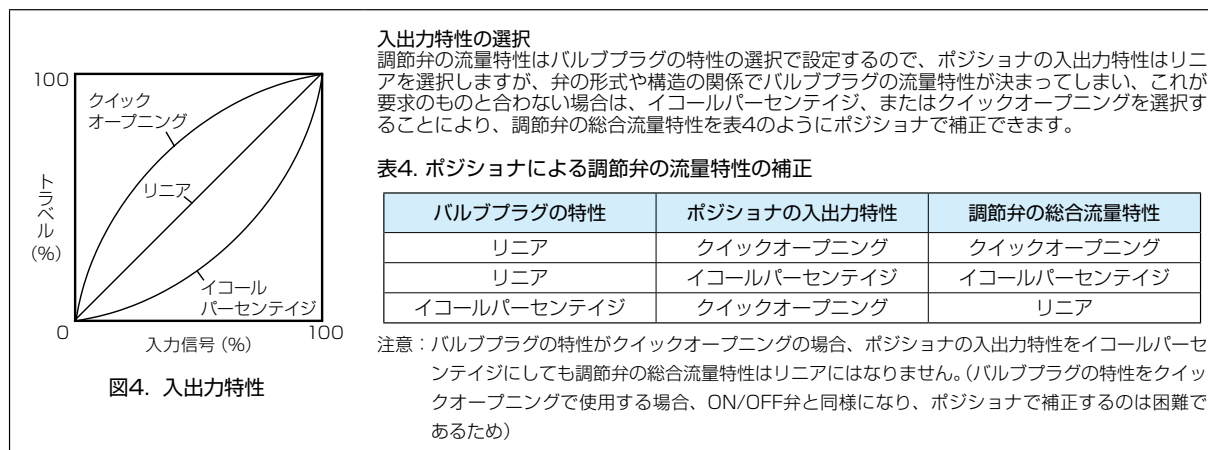 100
クイック
オープニング
リニア
トラベル
(%)
イコール
パーセンテイジ
0
100
入力信号 (%)
図4. 入出力特性
入出力特性の選択
調節弁の流量特性はバルブプラグの特性の選択で設定するので、ポジショナの入出力特性はリニ
アを選択しますが、弁の形式や構造の関係でバルブプラグの流量特性が決まってしまい、これが
要求のものと合わない場合は、イコールパーセンテイジ、またはクイックオープニングを選択す
ることにより、調節弁の総合流量特性を表4のようにポジショナで補正できます。
表4. ポジショナによる調節弁の流量特性の補正
バルブプラグの特性 ポジショナの入出力特性 調節弁の総合流量特性
リニア クイックオープニング クイックオープニング
リニア イコールパーセンテイジ イコールパーセンテイジ
イコールパーセンテイジ クイックオープニング リニア
注意：バルブプラグの特性がクイックオープニングの場合、ポジショナの入出力特性をイコールパーセ
ンテイジにしても調節弁の総合流量特性はリニアにはなりません。(バルブプラグの特性をクイッ
クオープニングで使用する場合、ON/OFF弁と同様になり、ポジショナで補正するのは困難で
あるため)